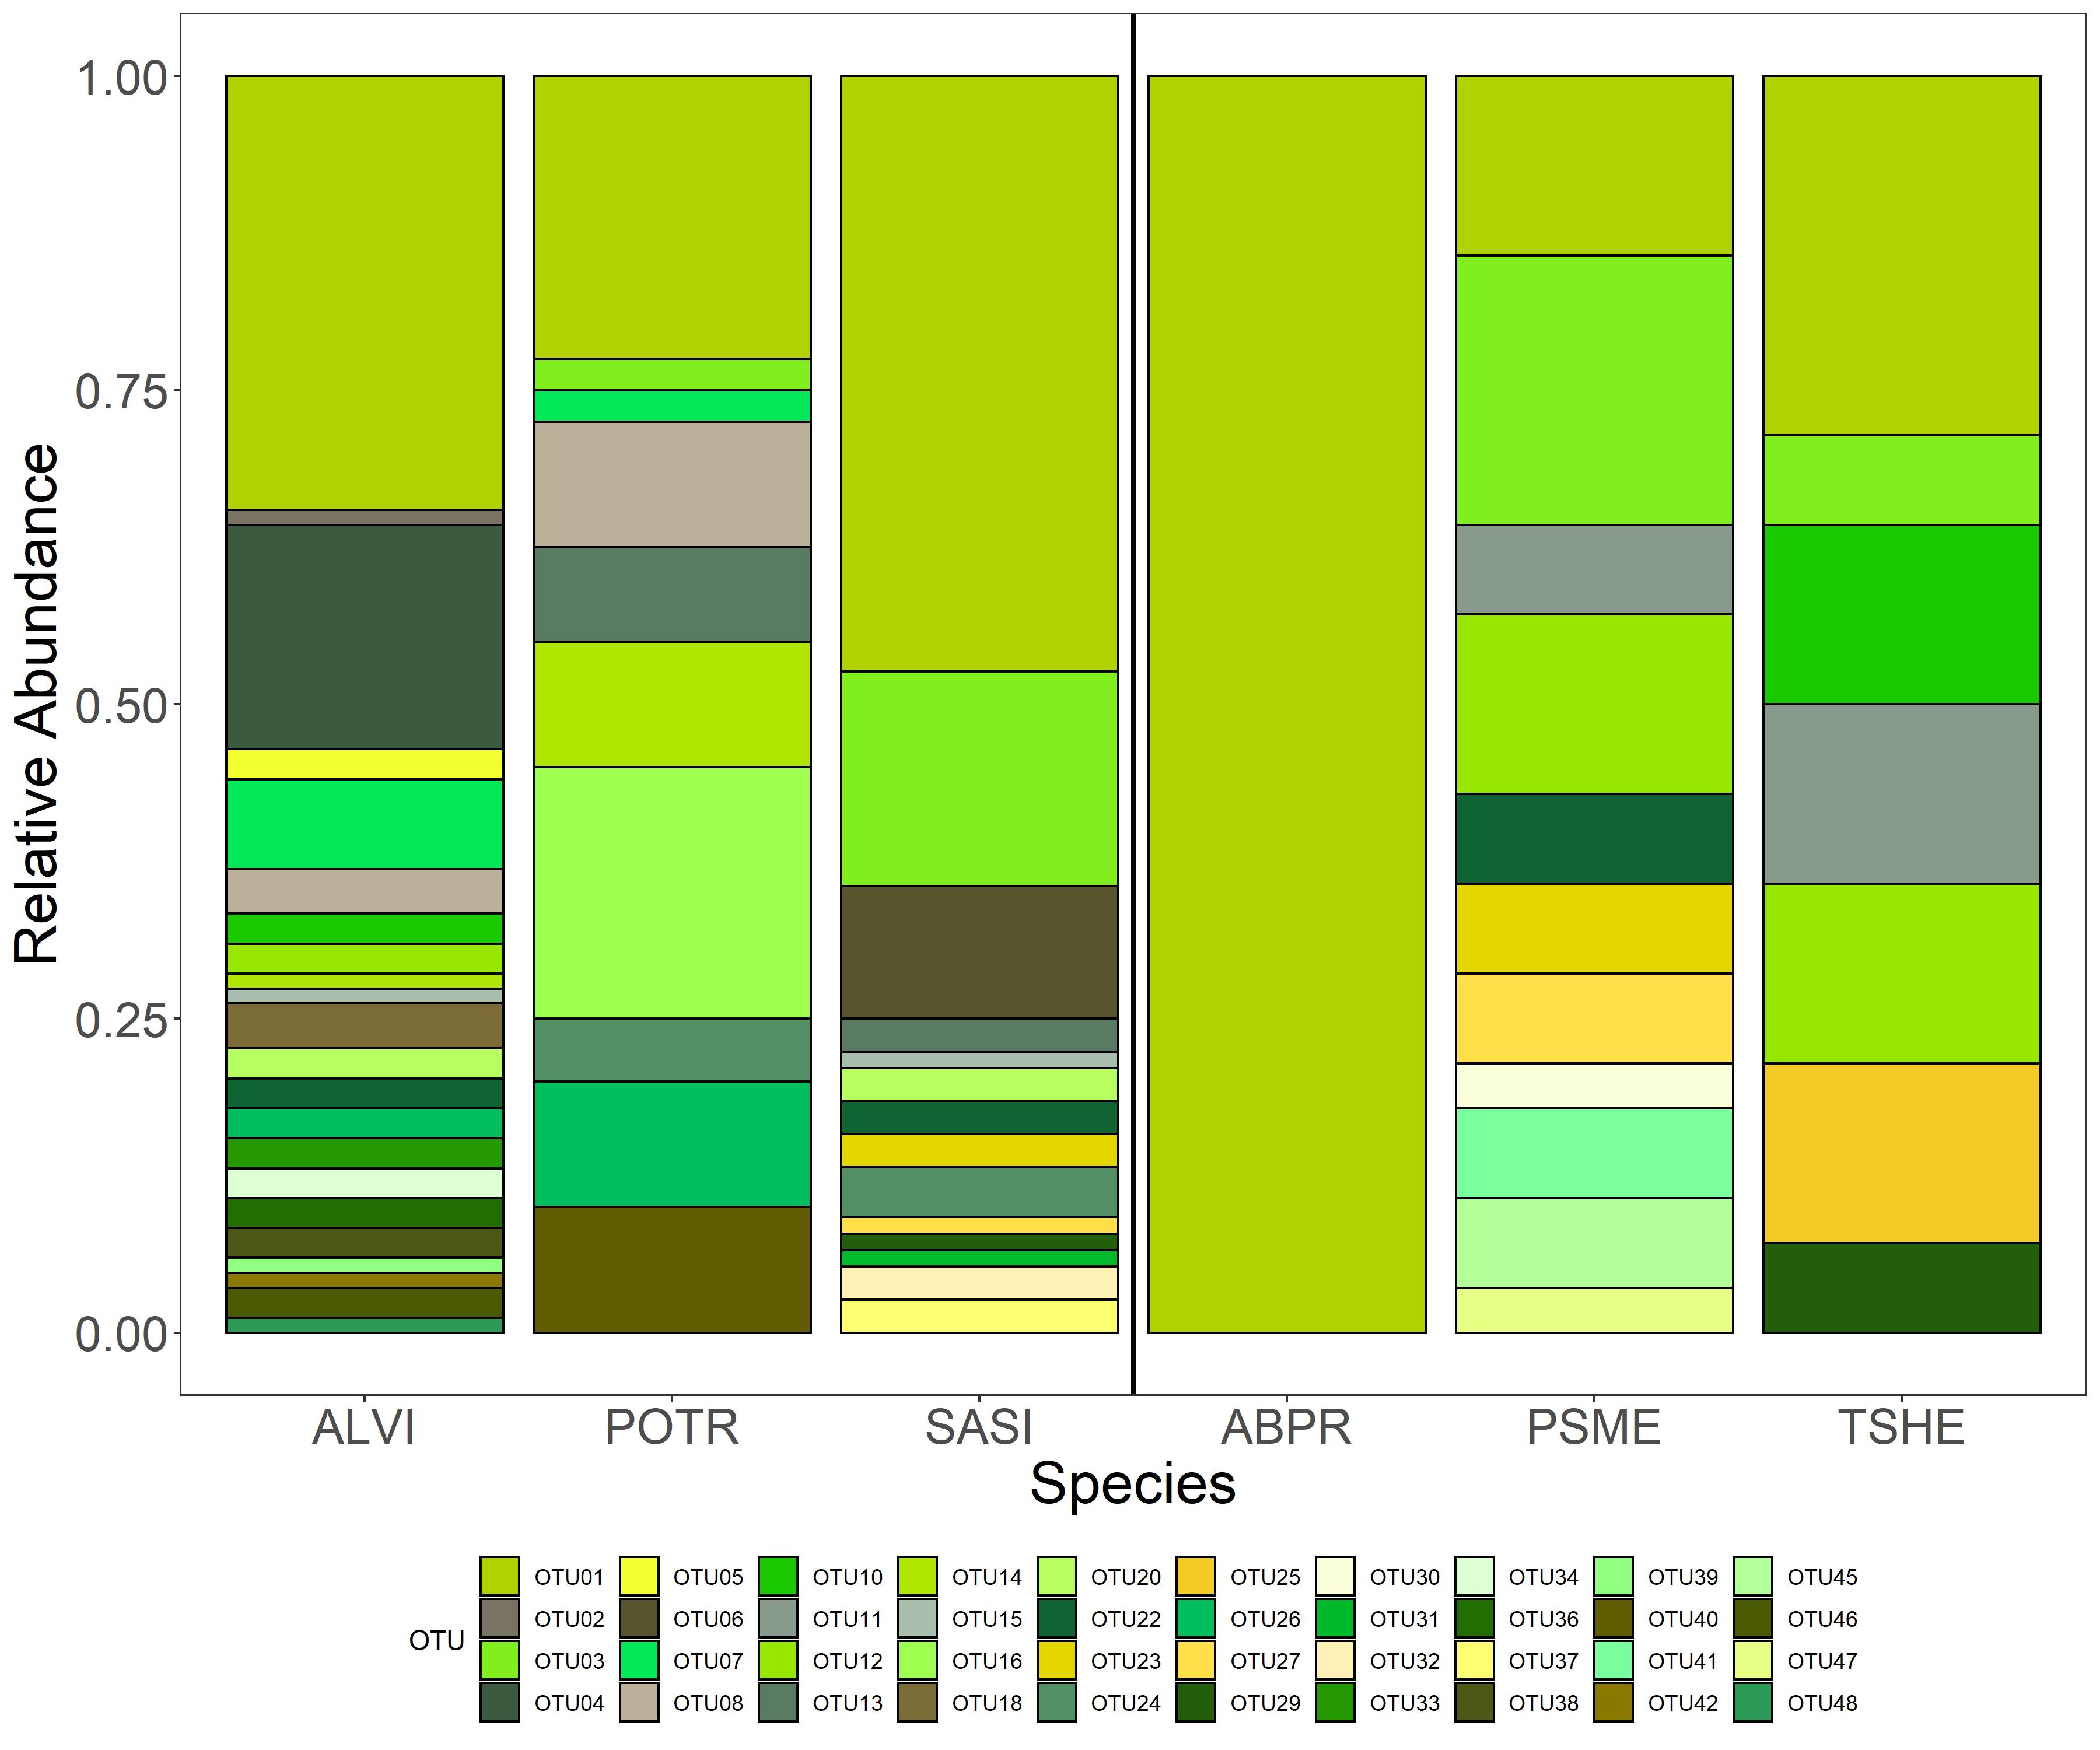 Relative Abundance
1.00
0.75
0.50
0.25
0.00
ALVI POTR SASI ABPR PSME TSHE
Species
OTU
OTU01 OTU05 OTU10 OTU14 OTU20 OTU25 OTU30 OTU34 OTU39 OTU45
OTU02 OTU06 OTU11 OTU15 OTU22 OTU26 OTU31 OTU36 OTU40 OTU46
OTU03 OTU07 OTU12 OTU16 OTU23 OTU27 OTU32 OTU37 OTU41 OTU47
OTU04 OTU08 OTU13 OTU18 OTU24 OTU29 OTU33 OTU38 OTU42 OTU48